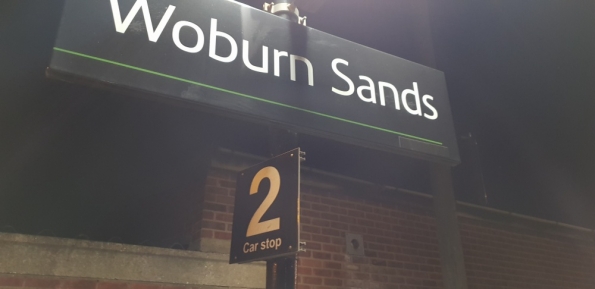 Woburn Sands
2
Car stop